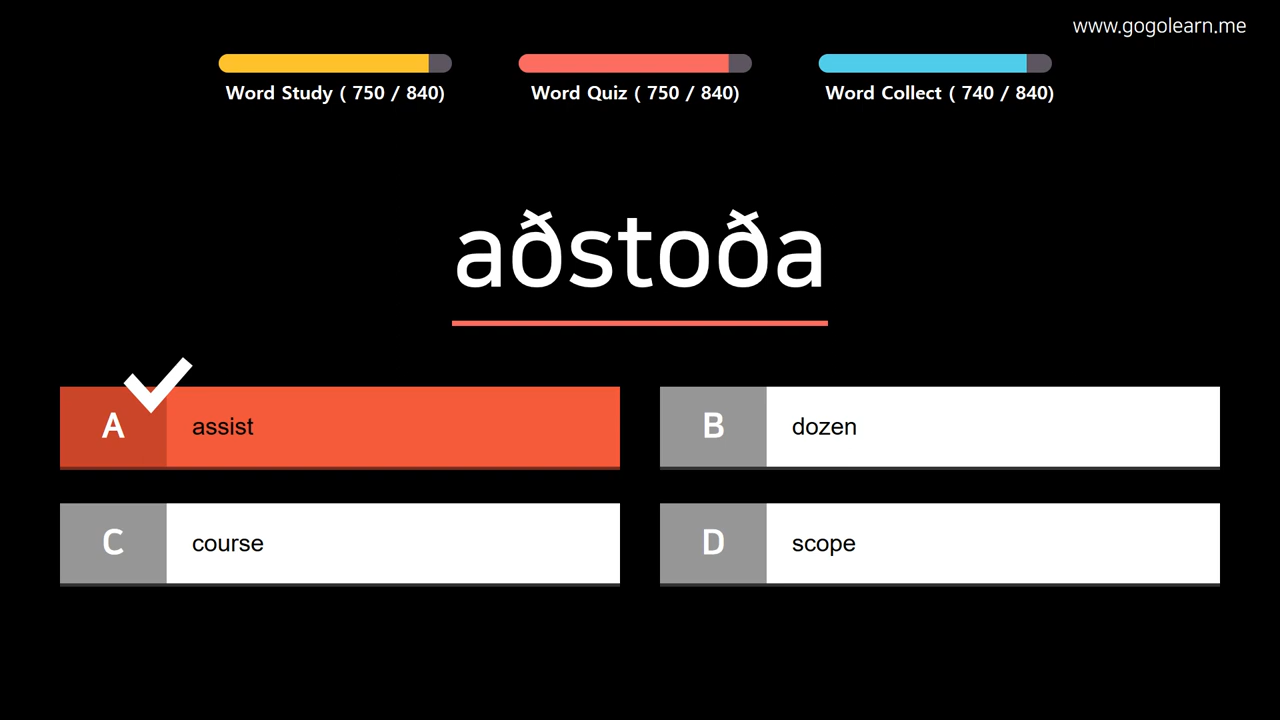 www.gogolearn.me
Word Study ( 750 / 840)
Word Quiz ( 750 / 840)
Word Collect ( 740 / 840)
aðstoða
A assist
B dozen
C course
D scope